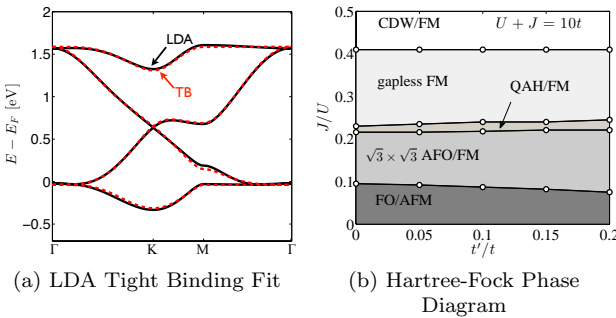 (a)
LDA
TB
E − E_F [eV]
1.5
1.0
0.5
0
−0.5
Γ
K
M
Γ
(a) LDA Tight Binding Fit
(b)
CDW/FM
U + J = 10t
gapless FM
QAH/FM
√3 × √3 AFO/FM
FO/AFM
J/U
0.5
0.4
0.3
0.2
0.1
0
0
0.05
0.1
0.15
0.2
t′/t
(b) Hartree-Fock Phase
Diagram